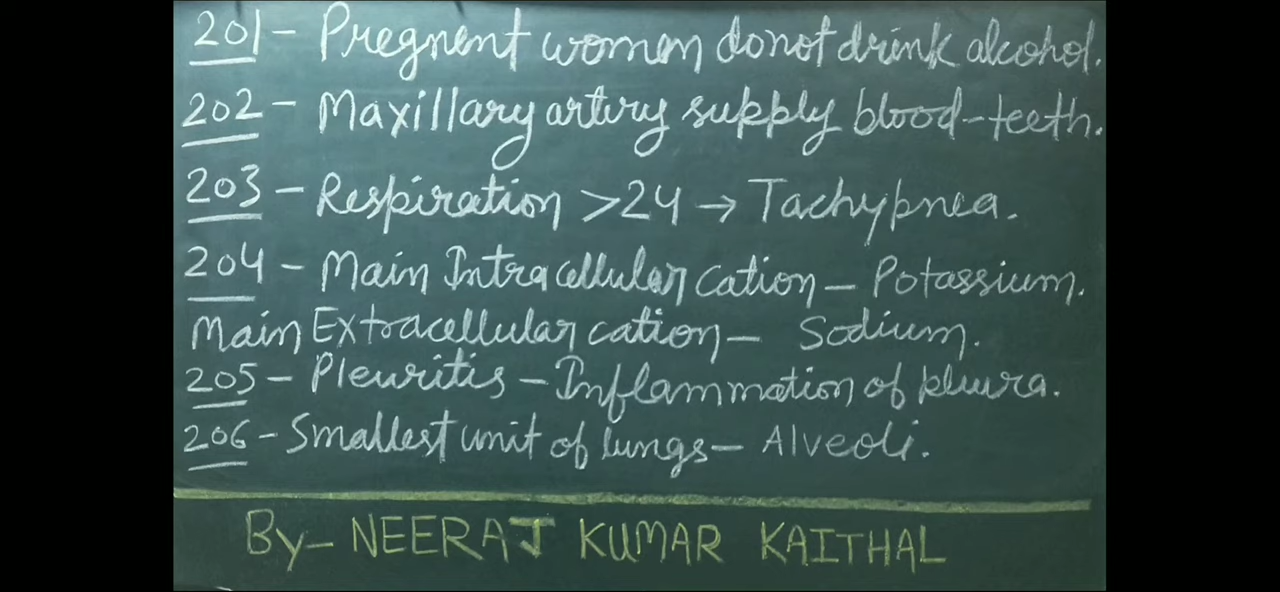 201 - Pregnent women donot drink alcohol.
202 - Maxillary artery supply blood-teeth.
203 - Respiration >24 → Tachypnea.
204 - Main Intracellular cation - Potassium.
Main Extracellular cation - Sodium.
205 - Pleuritis - Inflammation of pleura.
206 - Smallest unit of lungs - Alveoli.
By - NEERAJ KUMAR KAITHAL